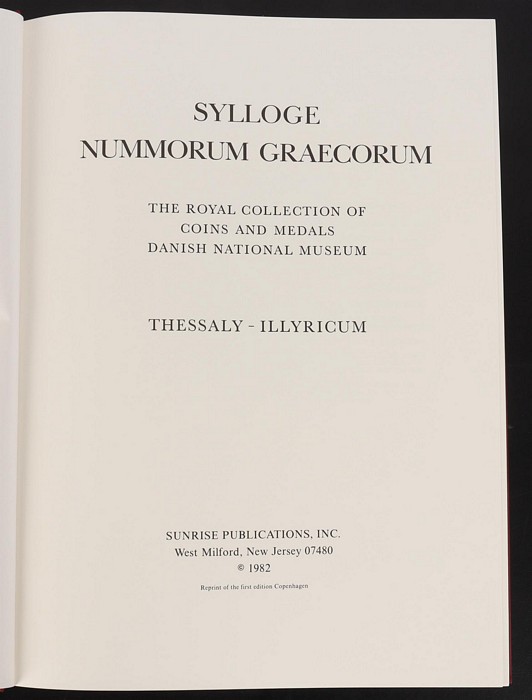 SYLLOGE
NUMMORUM GRAECORUM
THE ROYAL COLLECTION OF
COINS AND MEDALS
DANISH NATIONAL MUSEUM
THESSALY - ILLYRICUM
SUNRISE PUBLICATIONS, INC.
West Milford, New Jersey 07480
© 1982
Reprint of the first edition Copenhagen